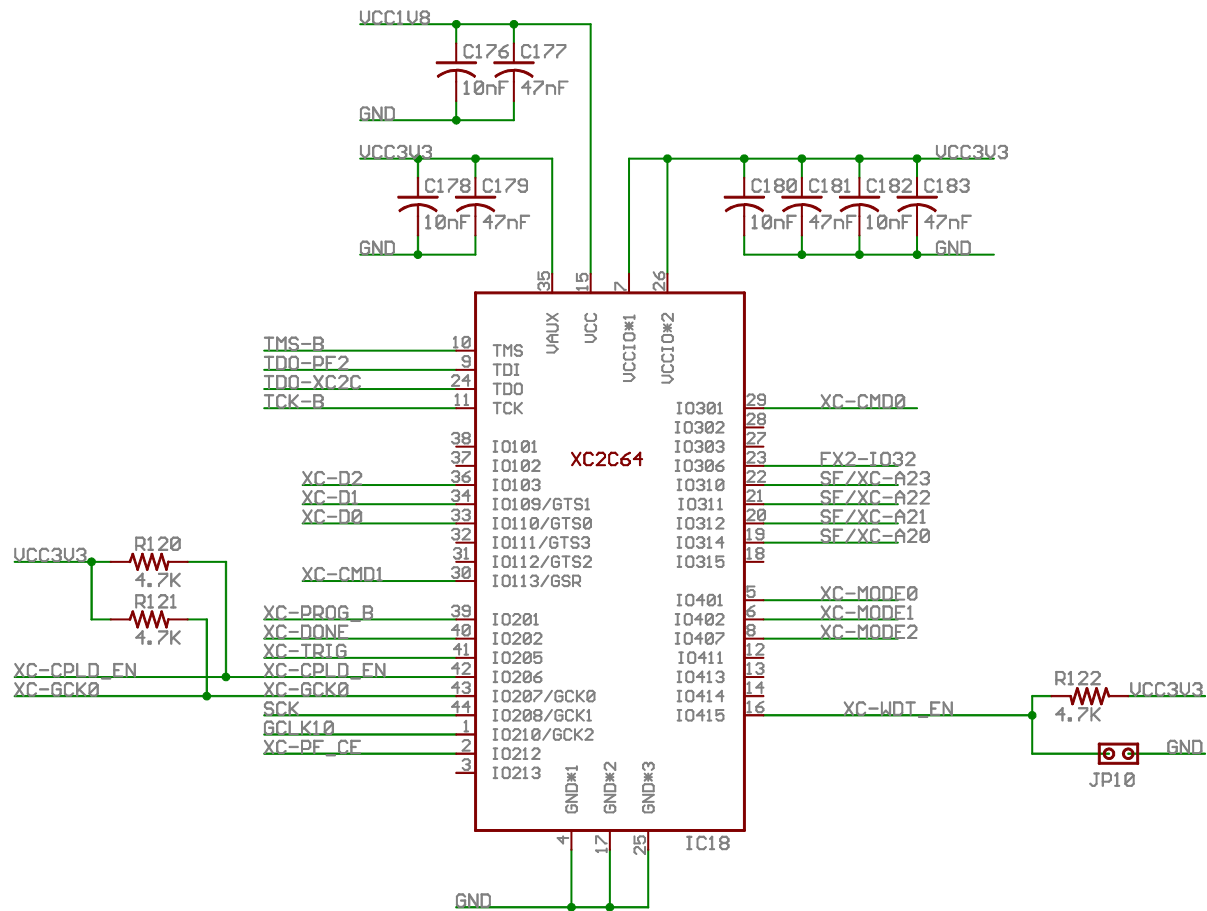 VCC1V8
C176 C177
10nF 47nF
GND
VCC3V3 VCC3V3
C178 C179 C180 C181 C182 C183
10nF 47nF 10nF 47nF 10nF 47nF
GND GND
35 15 7 26
VAUX VCC VCCIO*1 VCCIO*2
TMS-B 10 TMS
TDO-PF2 9 TDI
TDO-XC2C 24 TDO
TCK-B 11 TCK
IO301 29 XC-CMD0
IO302 28
38 IO101 IO303 27
37 IO102 XC2C64 IO306 23 FX2-IO32
XC-D2 36 IO103 IO310 22 SF/XC-A23
XC-D1 34 IO109/GTS1 IO311 21 SF/XC-A22
XC-D0 33 IO110/GTS0 IO312 20 SF/XC-A21
32 IO111/GTS3 IO314 19 SF/XC-A20
31 IO112/GTS2 IO315 18
XC-CMD1 30 IO113/GSR
VCC3V3 R120
4.7K
R121
4.7K
IO401 5 XC-MODE0
XC-PROG_B 39 IO201 IO402 6 XC-MODE1
XC-DONE 40 IO202 IO407 8 XC-MODE2
XC-TRIG 41 IO205 IO411 12
XC-CPLD_EN XC-CPLD_EN 42 IO206 IO413 13
XC-GCK0 XC-GCK0 43 IO207/GCK0 IO414 14
SCK 44 IO208/GCK1 IO415 16 XC-WDT_EN
GCLK10 1 IO210/GCK2
XC-PF_CE 2 IO212
3 IO213
R122 VCC3V3
4.7K
GND
JP10
GND*1 GND*2 GND*3
4 17 25
IC18
GND